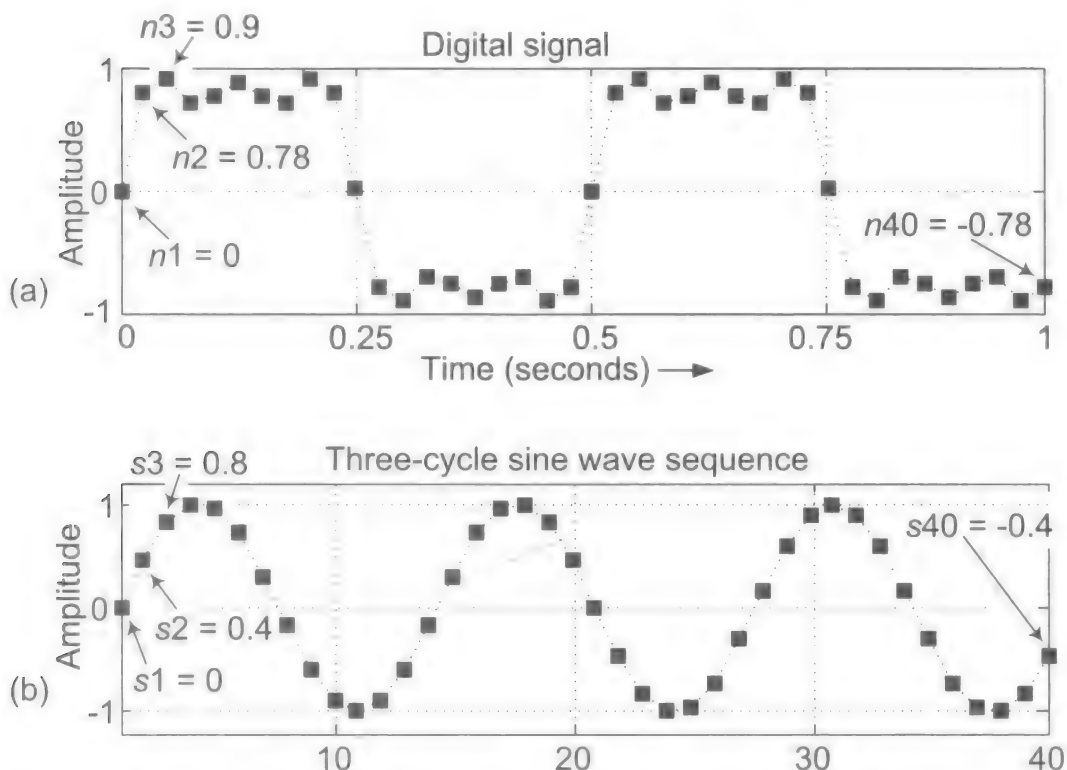 n3 = 0.9
Digital signal
1
n2 = 0.78
Amplitude
0
n40 = -0.78
n1 = 0
(a)
-1
0 0.25 0.5 0.75 1
Time (seconds)
s3 = 0.8
Three-cycle sine wave sequence
1
s40 = -0.4
Amplitude
0
s2 = 0.4
s1 = 0
(b)
-1
10 20 30 40